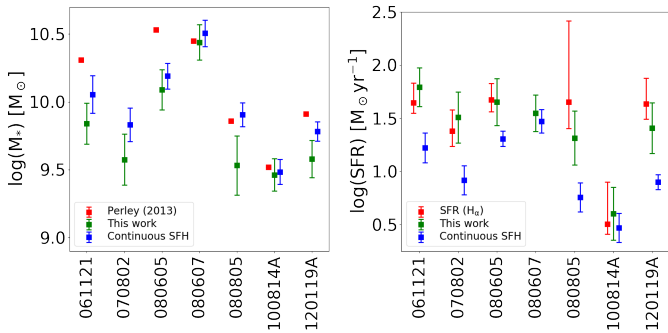 log(M*) [M⊙]
10.5
10.0
9.5
9.0
Perley (2013)
This work
Continuous SFH
061121
070802
080605
080607
080805
100814A
120119A
log(SFR) [M⊙yr⁻¹]
2.5
2.0
1.5
1.0
0.5
SFR (Hα)
This work
Continuous SFH
061121
070802
080605
080607
080805
100814A
120119A